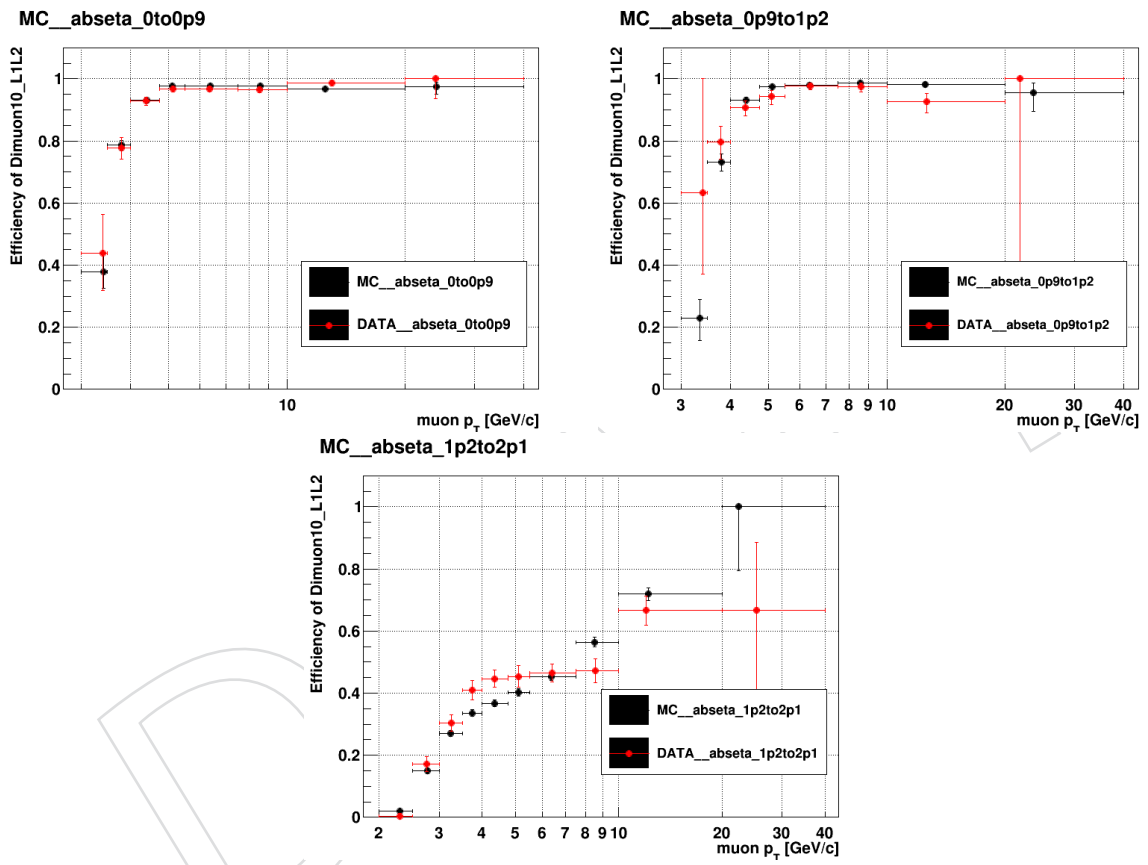 MC__abseta_0to0p9
Efficiency of Dimuon10_L1L2
1
0.8
0.6
0.4
0.2
0
MC__abseta_0to0p9
DATA__abseta_0to0p9
10
muon p_T [GeV/c]
MC__abseta_0p9to1p2
Efficiency of Dimuon10_L1L2
1
0.8
0.6
0.4
0.2
0
MC__abseta_0p9to1p2
DATA__abseta_0p9to1p2
3 4 5 6 7 8 9 10 20 30 40
muon p_T [GeV/c]
MC__abseta_1p2to2p1
Efficiency of Dimuon10_L1L2
1
0.8
0.6
0.4
0.2
0
MC__abseta_1p2to2p1
DATA__abseta_1p2to2p1
2 3 4 5 6 7 8 9 10 20 30 40
muon p_T [GeV/c]